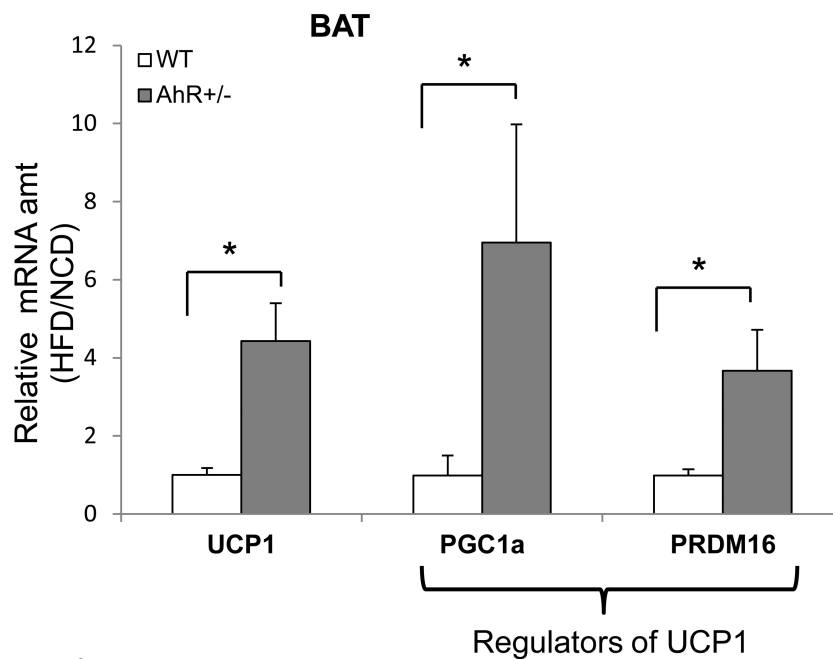 BAT
WT
AhR+/-
Relative mRNA amt
(HFD/NCD)
12
10
8
6
4
2
0
*
*
*
UCP1
PGC1a
PRDM16
Regulators of UCP1